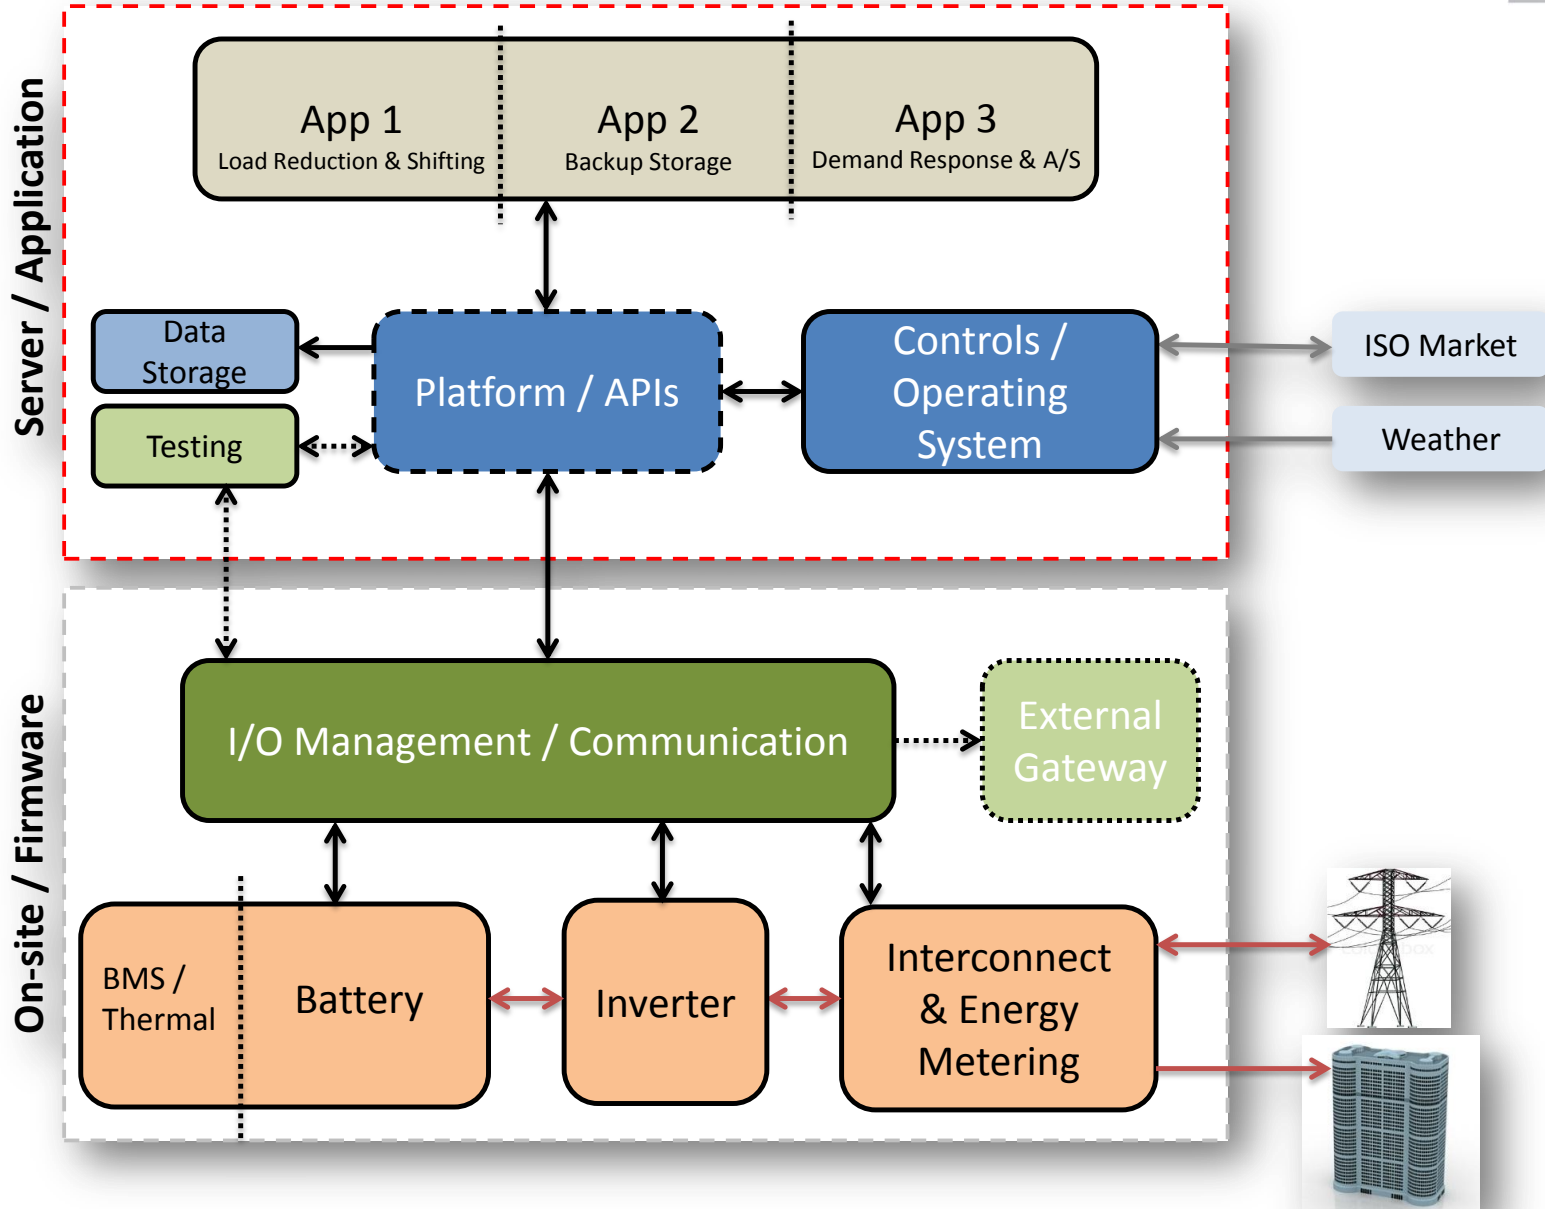 Server / Application
App 1
Load Reduction & Shifting
App 2
Backup Storage
App 3
Demand Response & A/S
Data
Storage
Testing
Platform / APIs
Controls /
Operating
System
ISO Market
Weather
On-site / Firmware
I/O Management / Communication
External
Gateway
BMS /
Thermal
Battery
Inverter
Interconnect
& Energy
Metering